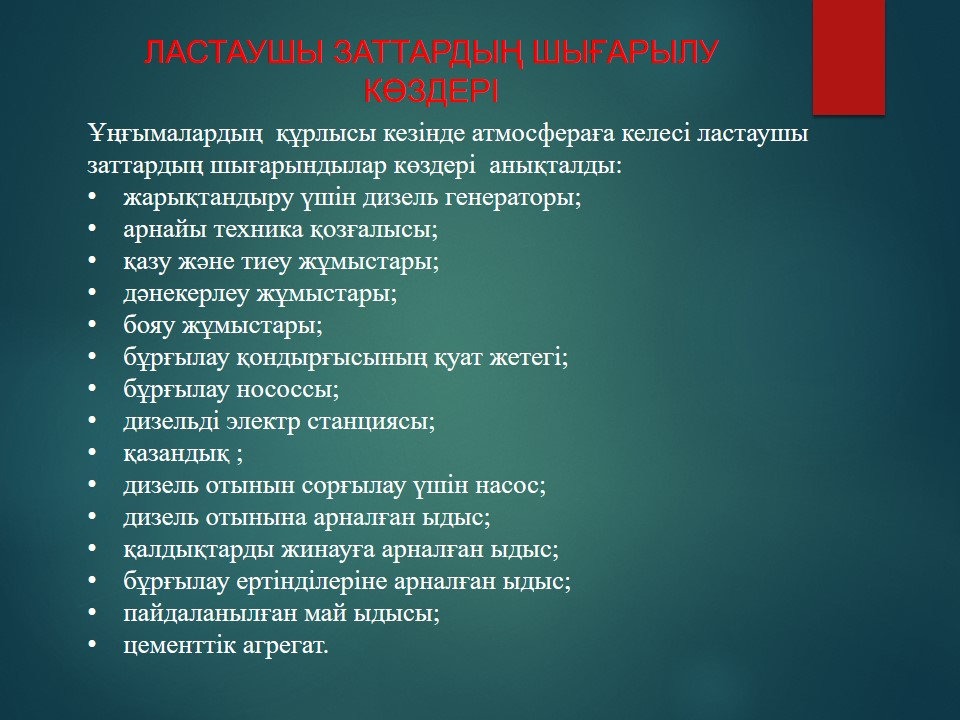 ЛАСТАУШЫ ЗАТТАРДЫҢ ШЫҒАРЫЛУ
КӨЗДЕРІ
Ұңғымалардың  құрлысы кезінде атмосфераға келесі ластаушы
заттардың шығарындылар көздері  анықталды:
• жарықтандыру үшін дизель генераторы;
• арнайы техника қозғалысы;
• қазу және тиеу жұмыстары;
• дәнекерлеу жұмыстары;
• бояу жұмыстары;
• бұрғылау қондырғысының қуат жетегі;
• бұрғылау нососсы;
• дизельді электр станциясы;
• қазандық ;
• дизель отынын сорғылау үшін насос;
• дизель отынына арналған ыдыс;
• қалдықтарды жинауға арналған ыдыс;
• бұрғылау ертінділеріне арналған ыдыс;
• пайдаланылған май ыдысы;
• цементтік агрегат.